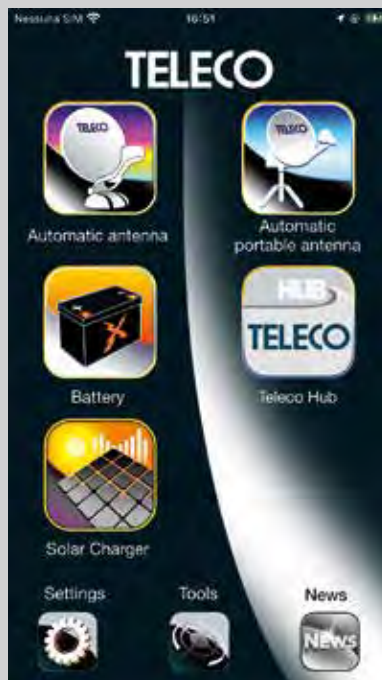 Nessuna SIM 16:51
TELECO
TELECO TELECO
Automatic antenna
Automatic
portable antenna
HUB
TELECO
Battery
Teleco Hub
Solar Charger
Settings Tools News
News